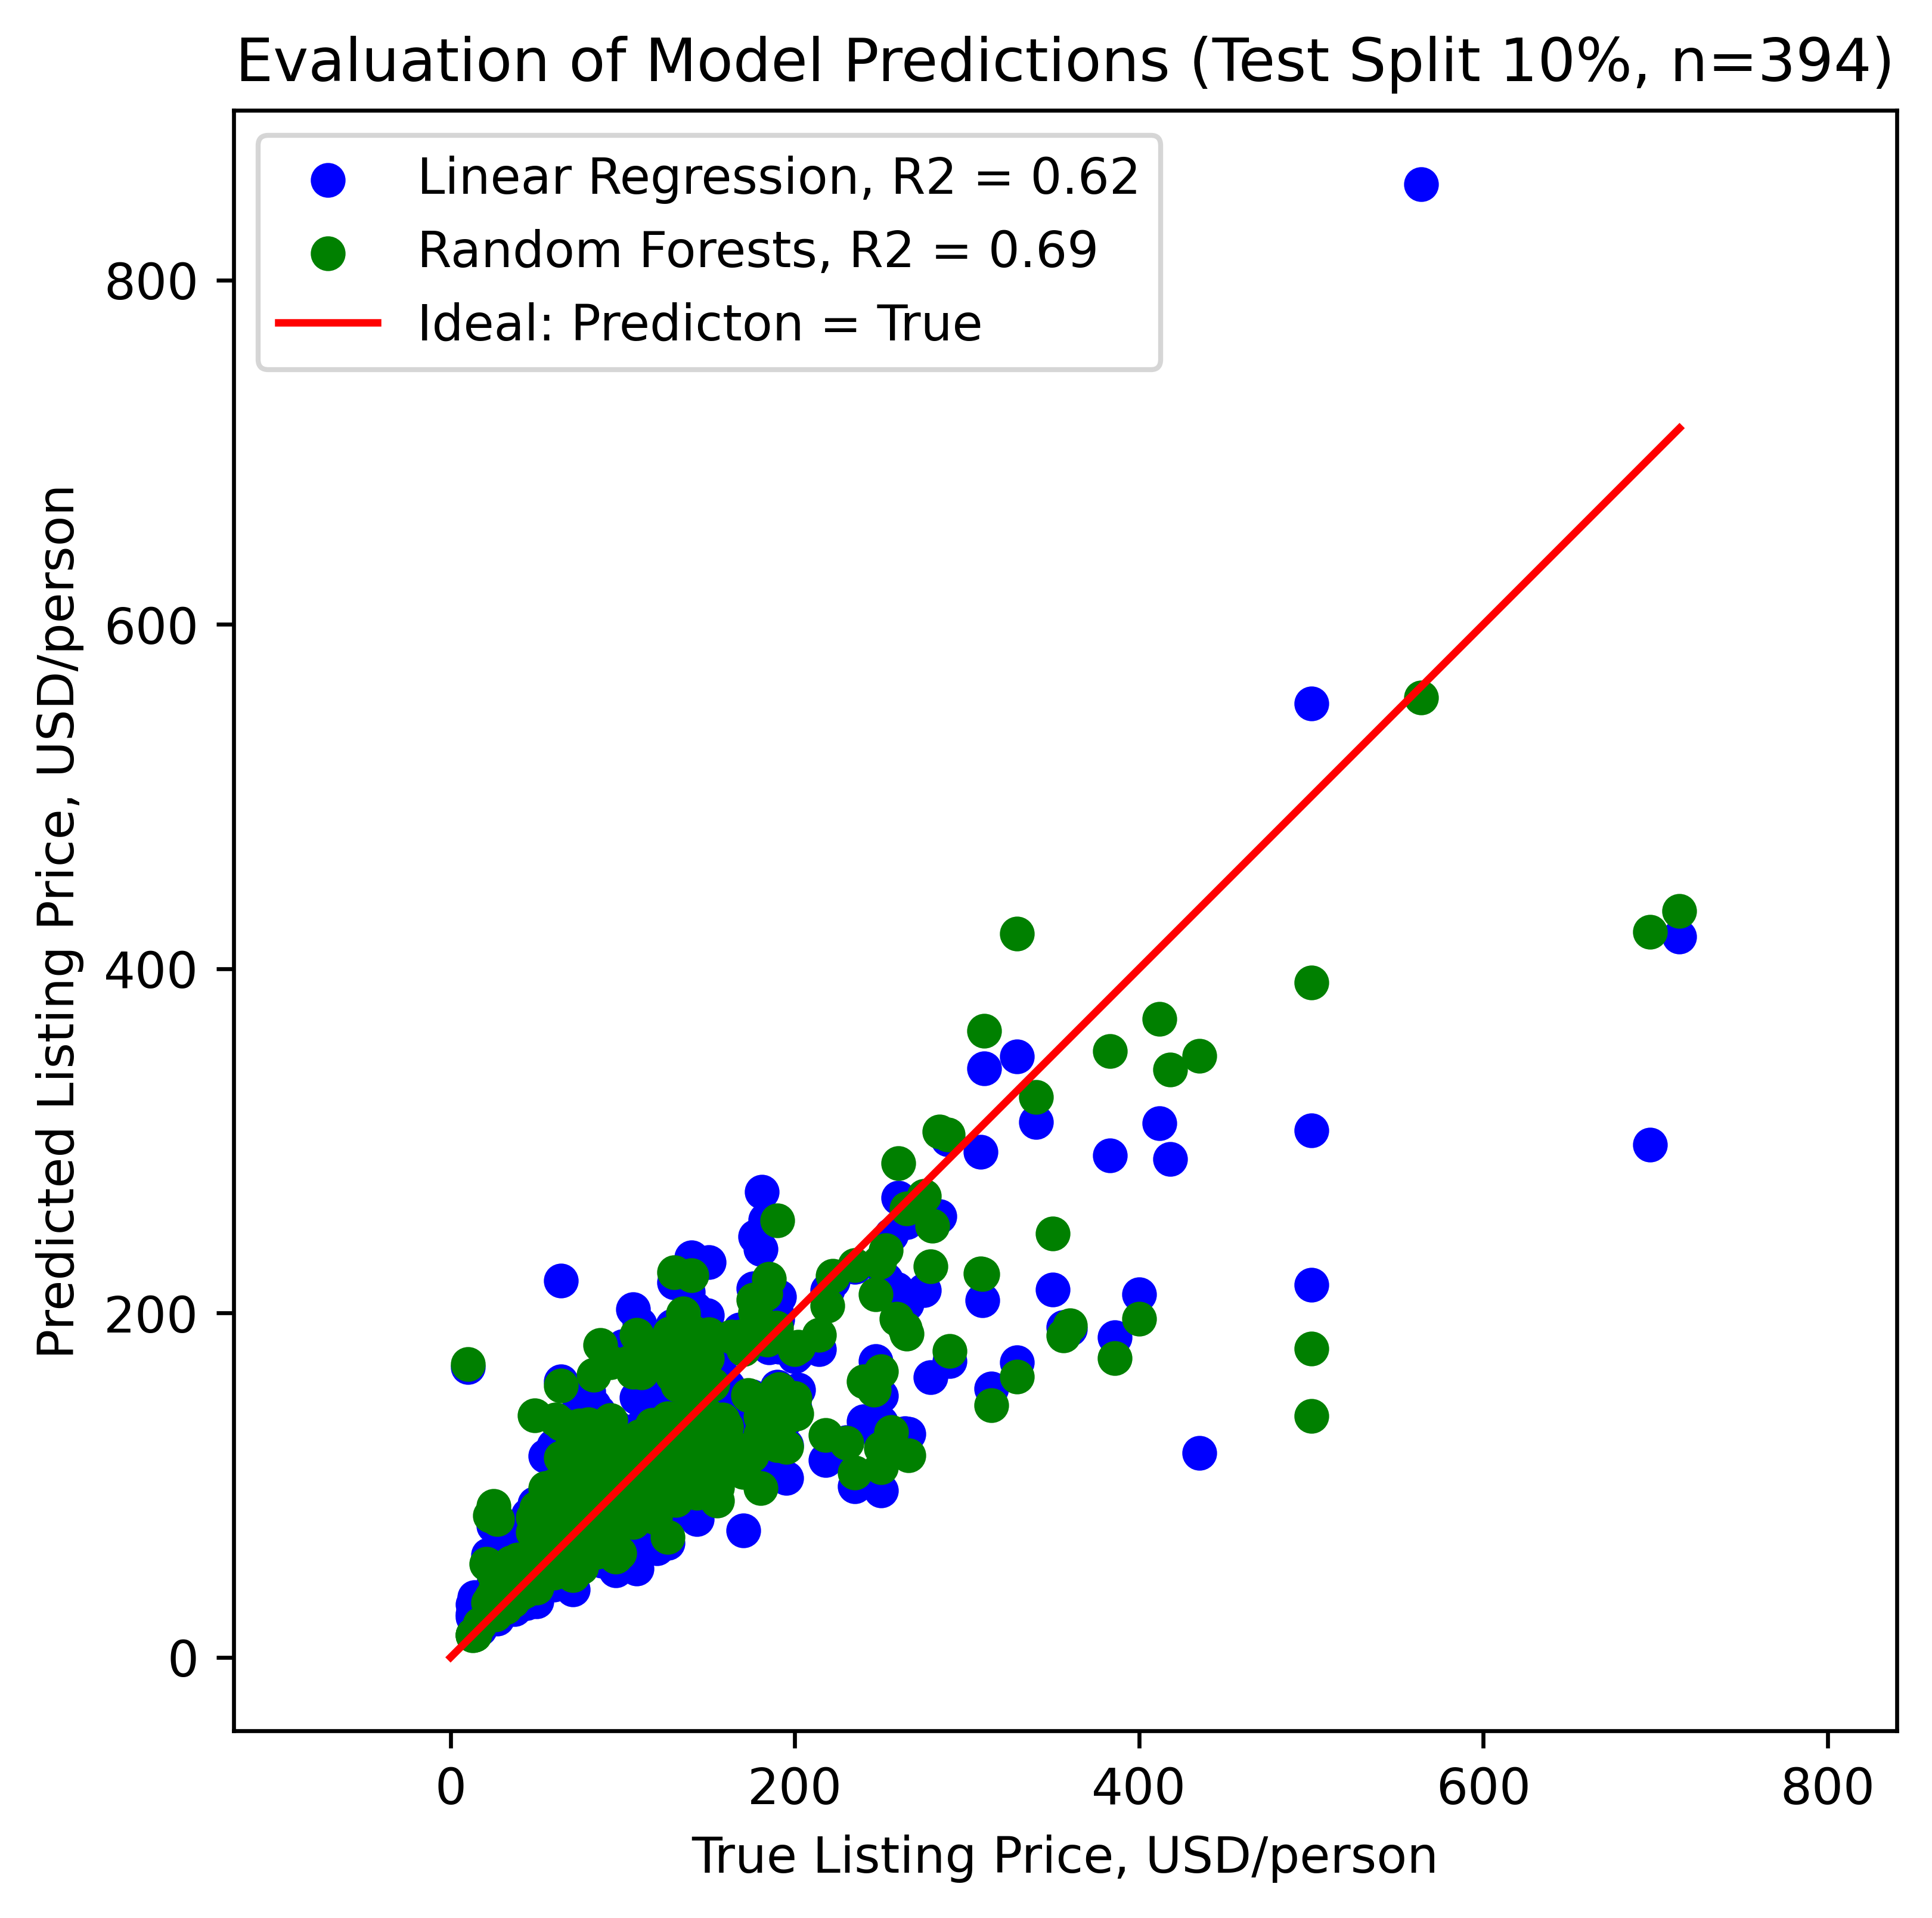 Evaluation of Model Predictions (Test Split 10%, n=394)
Linear Regression, R2 = 0.62
Random Forests, R2 = 0.69
Ideal: Predicton = True
Predicted Listing Price, USD/person
800
600
400
200
0
0 200 400 600 800
True Listing Price, USD/person